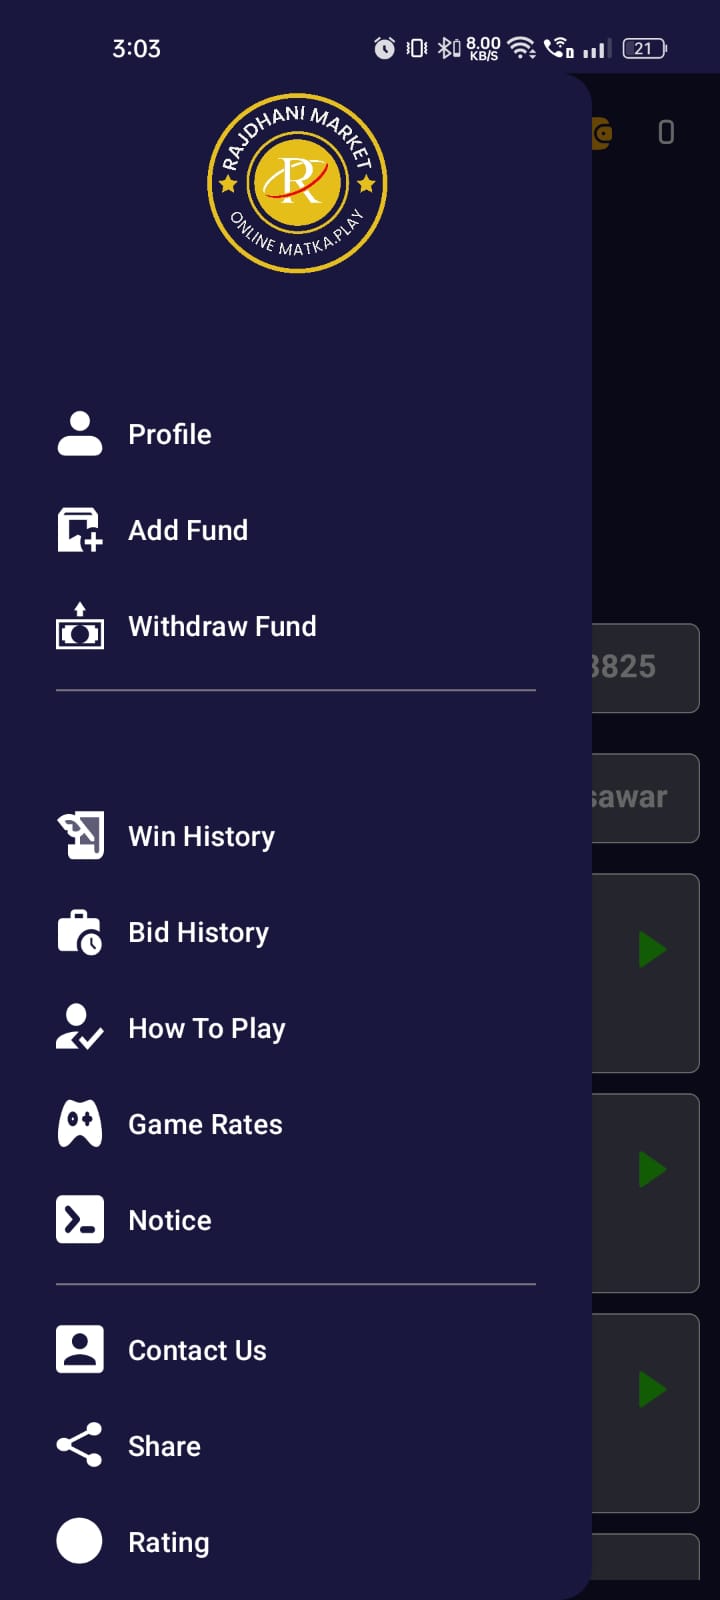 3:03
8.00
KB/S
21
RAJDHANI MARKET
R
ONLINE MATKA.PLAY
0
Profile
Add Fund
Withdraw Fund
3825
sawar
Win History
Bid History
How To Play
Game Rates
Notice
Contact Us
Share
Rating